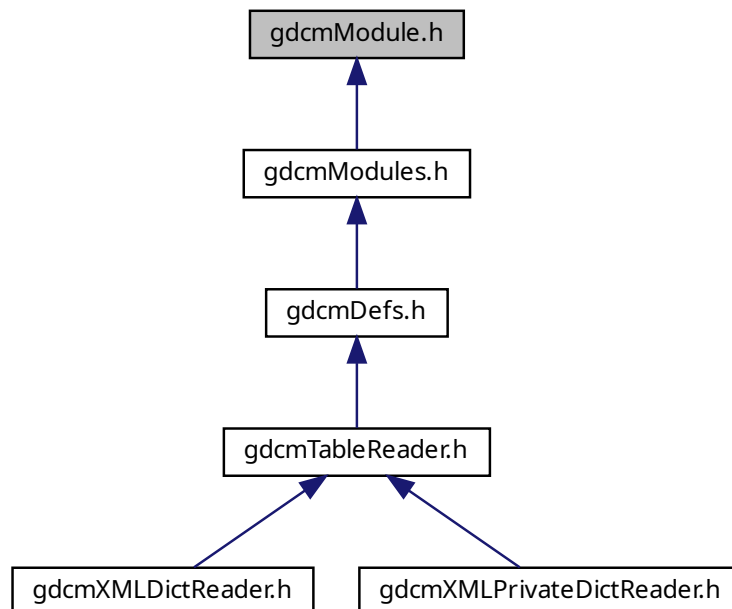 gdcmModule.h
gdcmModules.h
gdcmDefs.h
gdcmTableReader.h
gdcmXMLDictReader.h
gdcmXMLPrivateDictReader.h